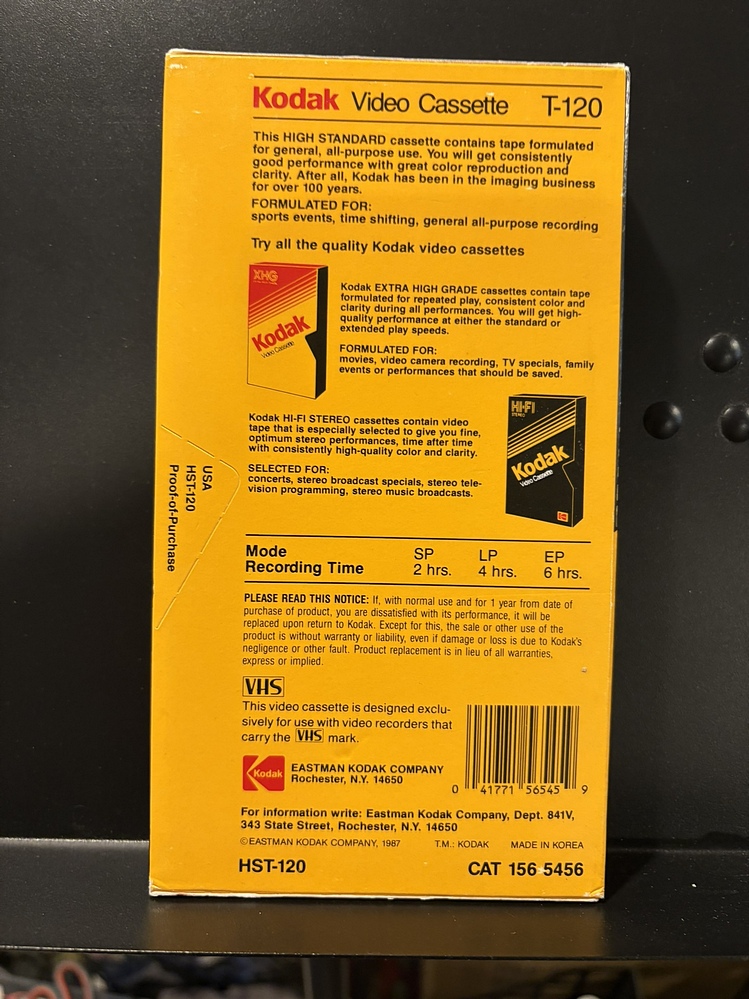 Kodak Video Cassette T-120
This HIGH STANDARD cassette contains tape formulated
for general, all-purpose use. You will get consistently
good performance with great color reproduction and
clarity. After all, Kodak has been in the imaging business
for over 100 years.
FORMULATED FOR:
sports events, time shifting, general all-purpose recording
Try all the quality Kodak video cassettes
XHG
Kodak
Video Cassette
Kodak EXTRA HIGH GRADE cassettes contain tape
formulated for repeated play, consistent color and
clarity during all performances. You will get high-
quality performance at either the standard or
extended play speeds.
FORMULATED FOR:
movies, video camera recording, TV specials, family
events or performances that should be saved.
Kodak HI-FI STEREO cassettes contain video
tape that is especially selected to give you fine,
optimum stereo performances, time after time
with consistently high-quality color and clarity.
SELECTED FOR:
concerts, stereo broadcast specials, stereo tele-
vision programming, stereo music broadcasts.
HI-FI
STEREO
Kodak
Video Cassette
USA
HST-120
Proof-of-Purchase
Mode SP LP EP
Recording Time 2 hrs. 4 hrs. 6 hrs.
PLEASE READ THIS NOTICE: If, with normal use and for 1 year from date of
purchase of product, you are dissatisfied with its performance, it will be
replaced upon return to Kodak. Except for this, the sale or other use of the
product is without warranty or liability, even if damage or loss is due to Kodak's
negligence or other fault. Product replacement is in lieu of all warranties,
express or implied.
VHS
This video cassette is designed exclu-
sively for use with video recorders that
carry the VHS mark.
Kodak
EASTMAN KODAK COMPANY
Rochester, N.Y. 14650
0 41771 56545 9
For information write: Eastman Kodak Company, Dept. 841V,
343 State Street, Rochester, N.Y. 14650
©EASTMAN KODAK COMPANY, 1987 T.M.: KODAK MADE IN KOREA
HST-120 CAT 156 5456